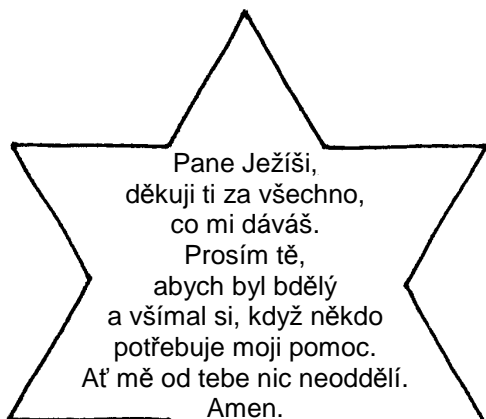 Pane Ježíši,
děkuji ti za všechno,
co mi dáváš.
Prosím tě,
abych byl bdělý
a všímal si, když někdo
potřebuje moji pomoc.
Ať mě od tebe nic neoddělí.
Amen.